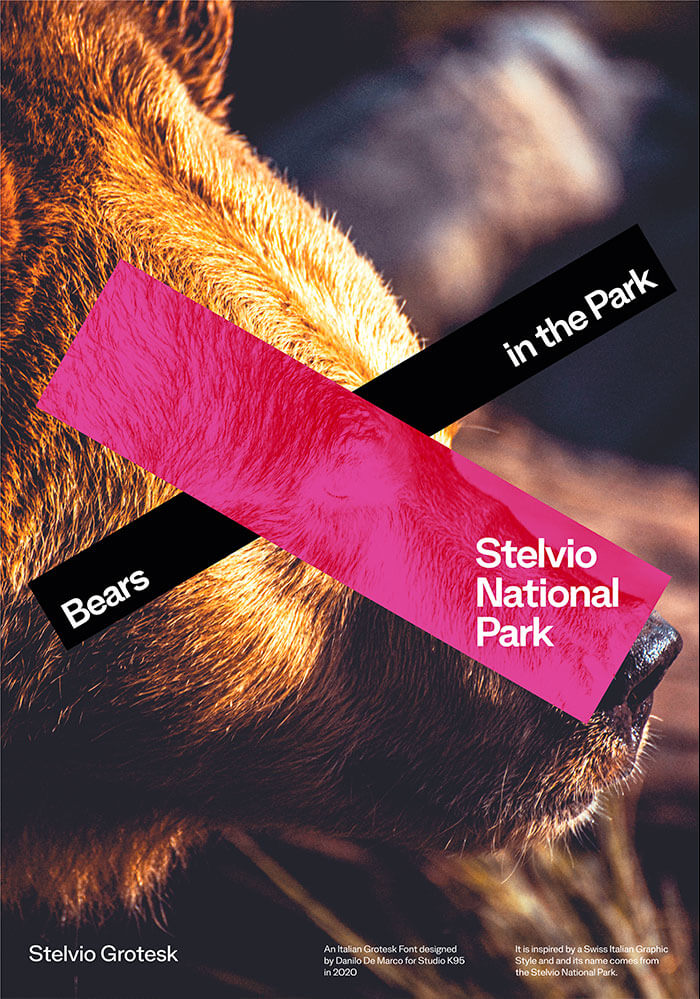 in the Park
Bears
Stelvio
National
Park
Stelvio Grotesk
An Italian Grotesk Font designed
by Danilo De Marco for Studio K95
in 2020
It is inspired by a Swiss Italian Graphic
Style and and its name comes from
the Stelvio National Park.